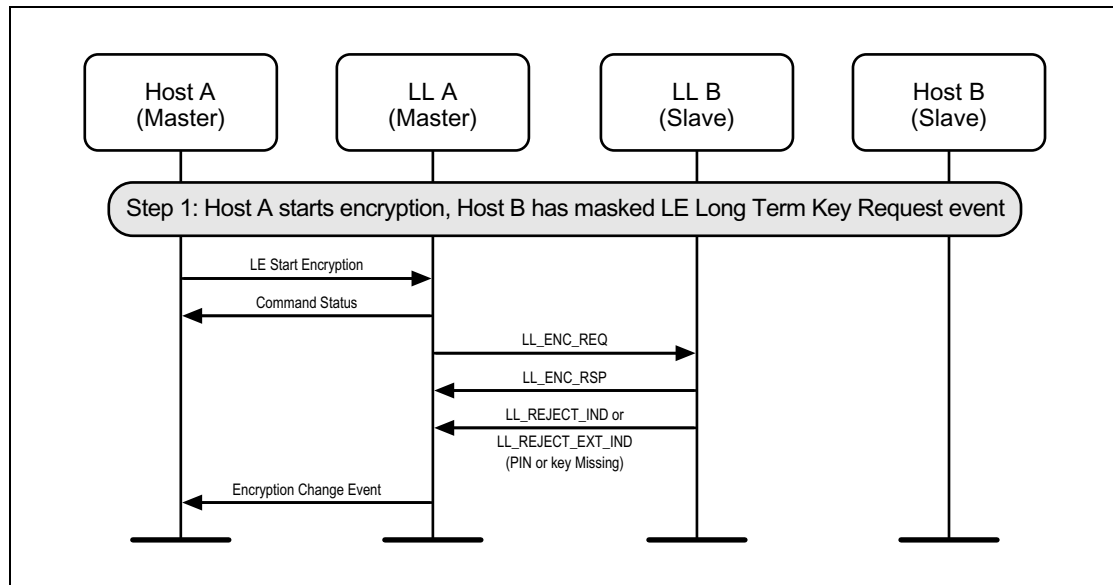 Host A
(Master)
LL A
(Master)
LL B
(Slave)
Host B
(Slave)
Step 1: Host A starts encryption, Host B has masked LE Long Term Key Request event
LE Start Encryption
Command Status
LL_ENC_REQ
LL_ENC_RSP
LL_REJECT_IND or
LL_REJECT_EXT_IND
(PIN or key Missing)
Encryption Change Event